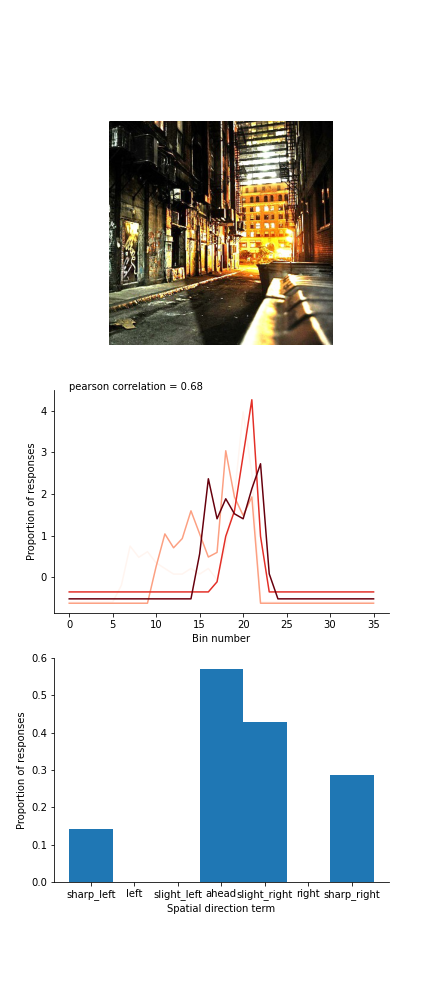 pearson correlation = 0.68
4
3
2
1
0
Proportion of responses
0 5 10 15 20 25 30 35
Bin number
0.6
0.5
0.4
0.3
0.2
0.1
0.0
Proportion of responses
sharp_left left slight_left ahead slight_right right sharp_right
Spatial direction term